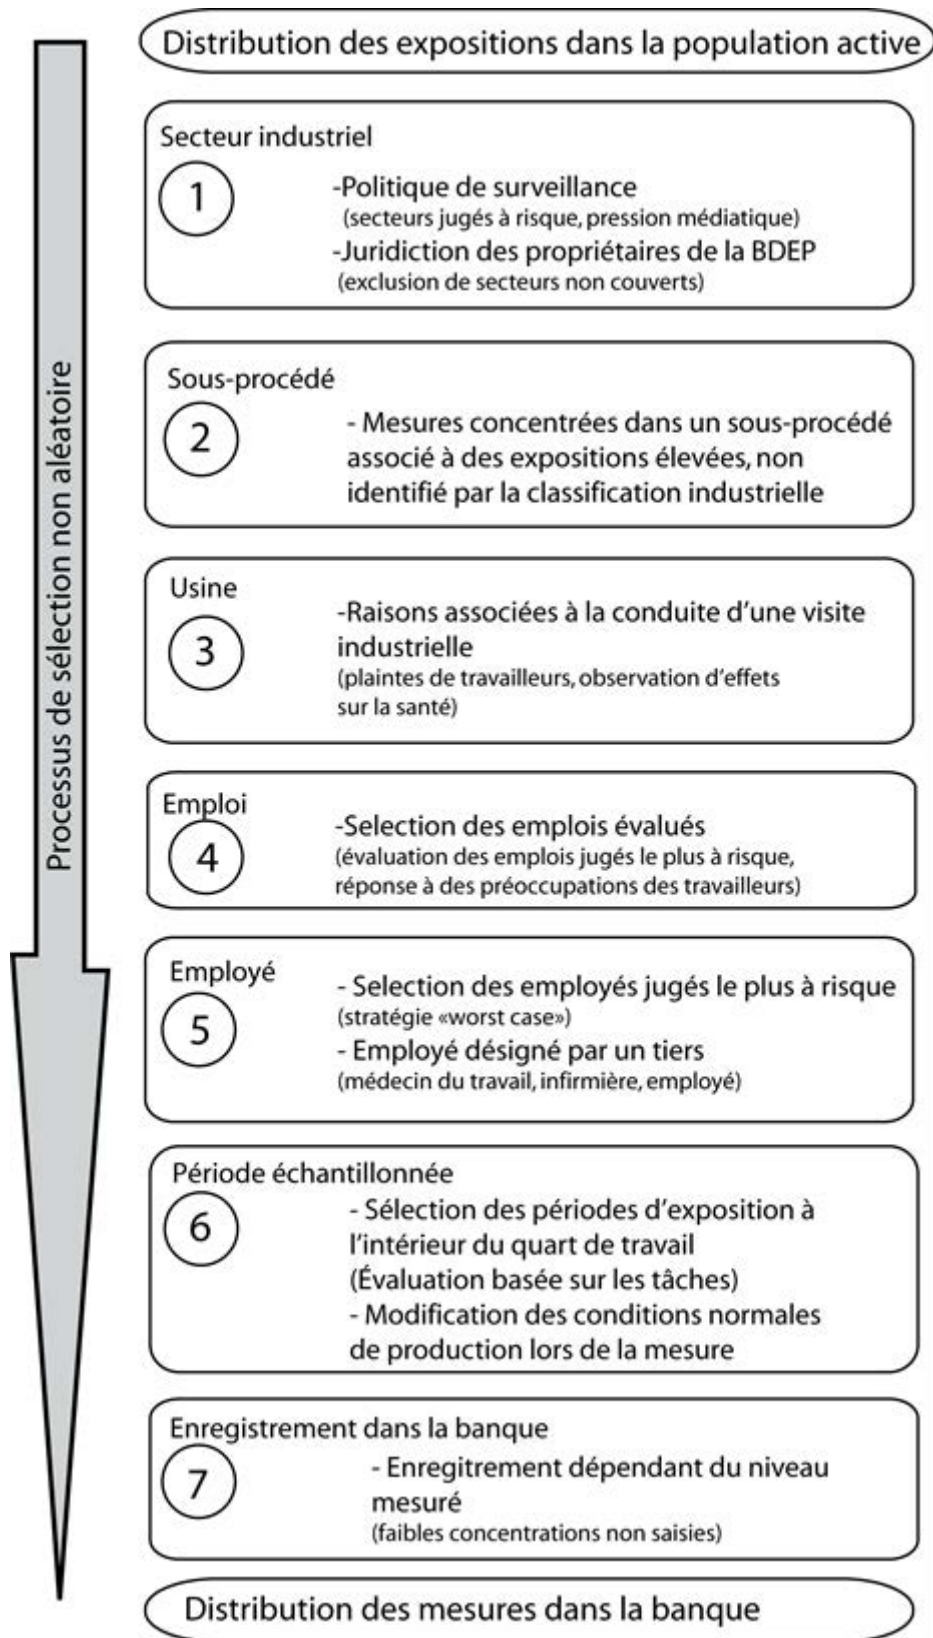 Distribution des expositions dans la population active
Processus de sélection non aléatoire
Secteur industriel
1
-Politique de surveillance
(secteurs jugés à risque, pression médiatique)
-Juridiction des propriétaires de la BDEP
(exclusion de secteurs non couverts)
Sous-procédé
2
- Mesures concentrées dans un sous-procédé
associé à des expositions élevées, non
identifié par la classification industrielle
Usine
3
-Raisons associées à la conduite d'une visite
industrielle
(plaintes de travailleurs, observation d'effets
sur la santé)
Emploi
4
-Selection des emplois évalués
(évaluation des emplois jugés le plus à risque,
réponse à des préoccupations des travailleurs)
Employé
5
- Selection des employés jugés le plus à risque
(stratégie «worst case»)
- Employé désigné par un tiers
(médecin du travail, infirmière, employé)
Période échantillonnée
6
- Sélection des périodes d'exposition à
l'intérieur du quart de travail
(Évaluation basée sur les tâches)
- Modification des conditions normales
de production lors de la mesure
Enregistrement dans la banque
7
- Enregitrement dépendant du niveau
mesuré
(faibles concentrations non saisies)
Distribution des mesures dans la banque